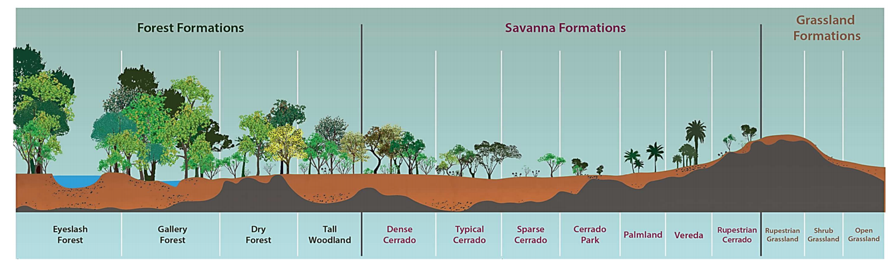 Forest Formations
Savanna Formations
Grassland
Formations
Eyeslash
Forest
Gallery
Forest
Dry
Forest
Tall
Woodland
Dense
Cerrado
Typical
Cerrado
Sparse
Cerrado
Cerrado
Park
Palmland
Vereda
Rupestrian
Cerrado
Rupestrian
Grassland
Shrub
Grassland
Open
Grassland